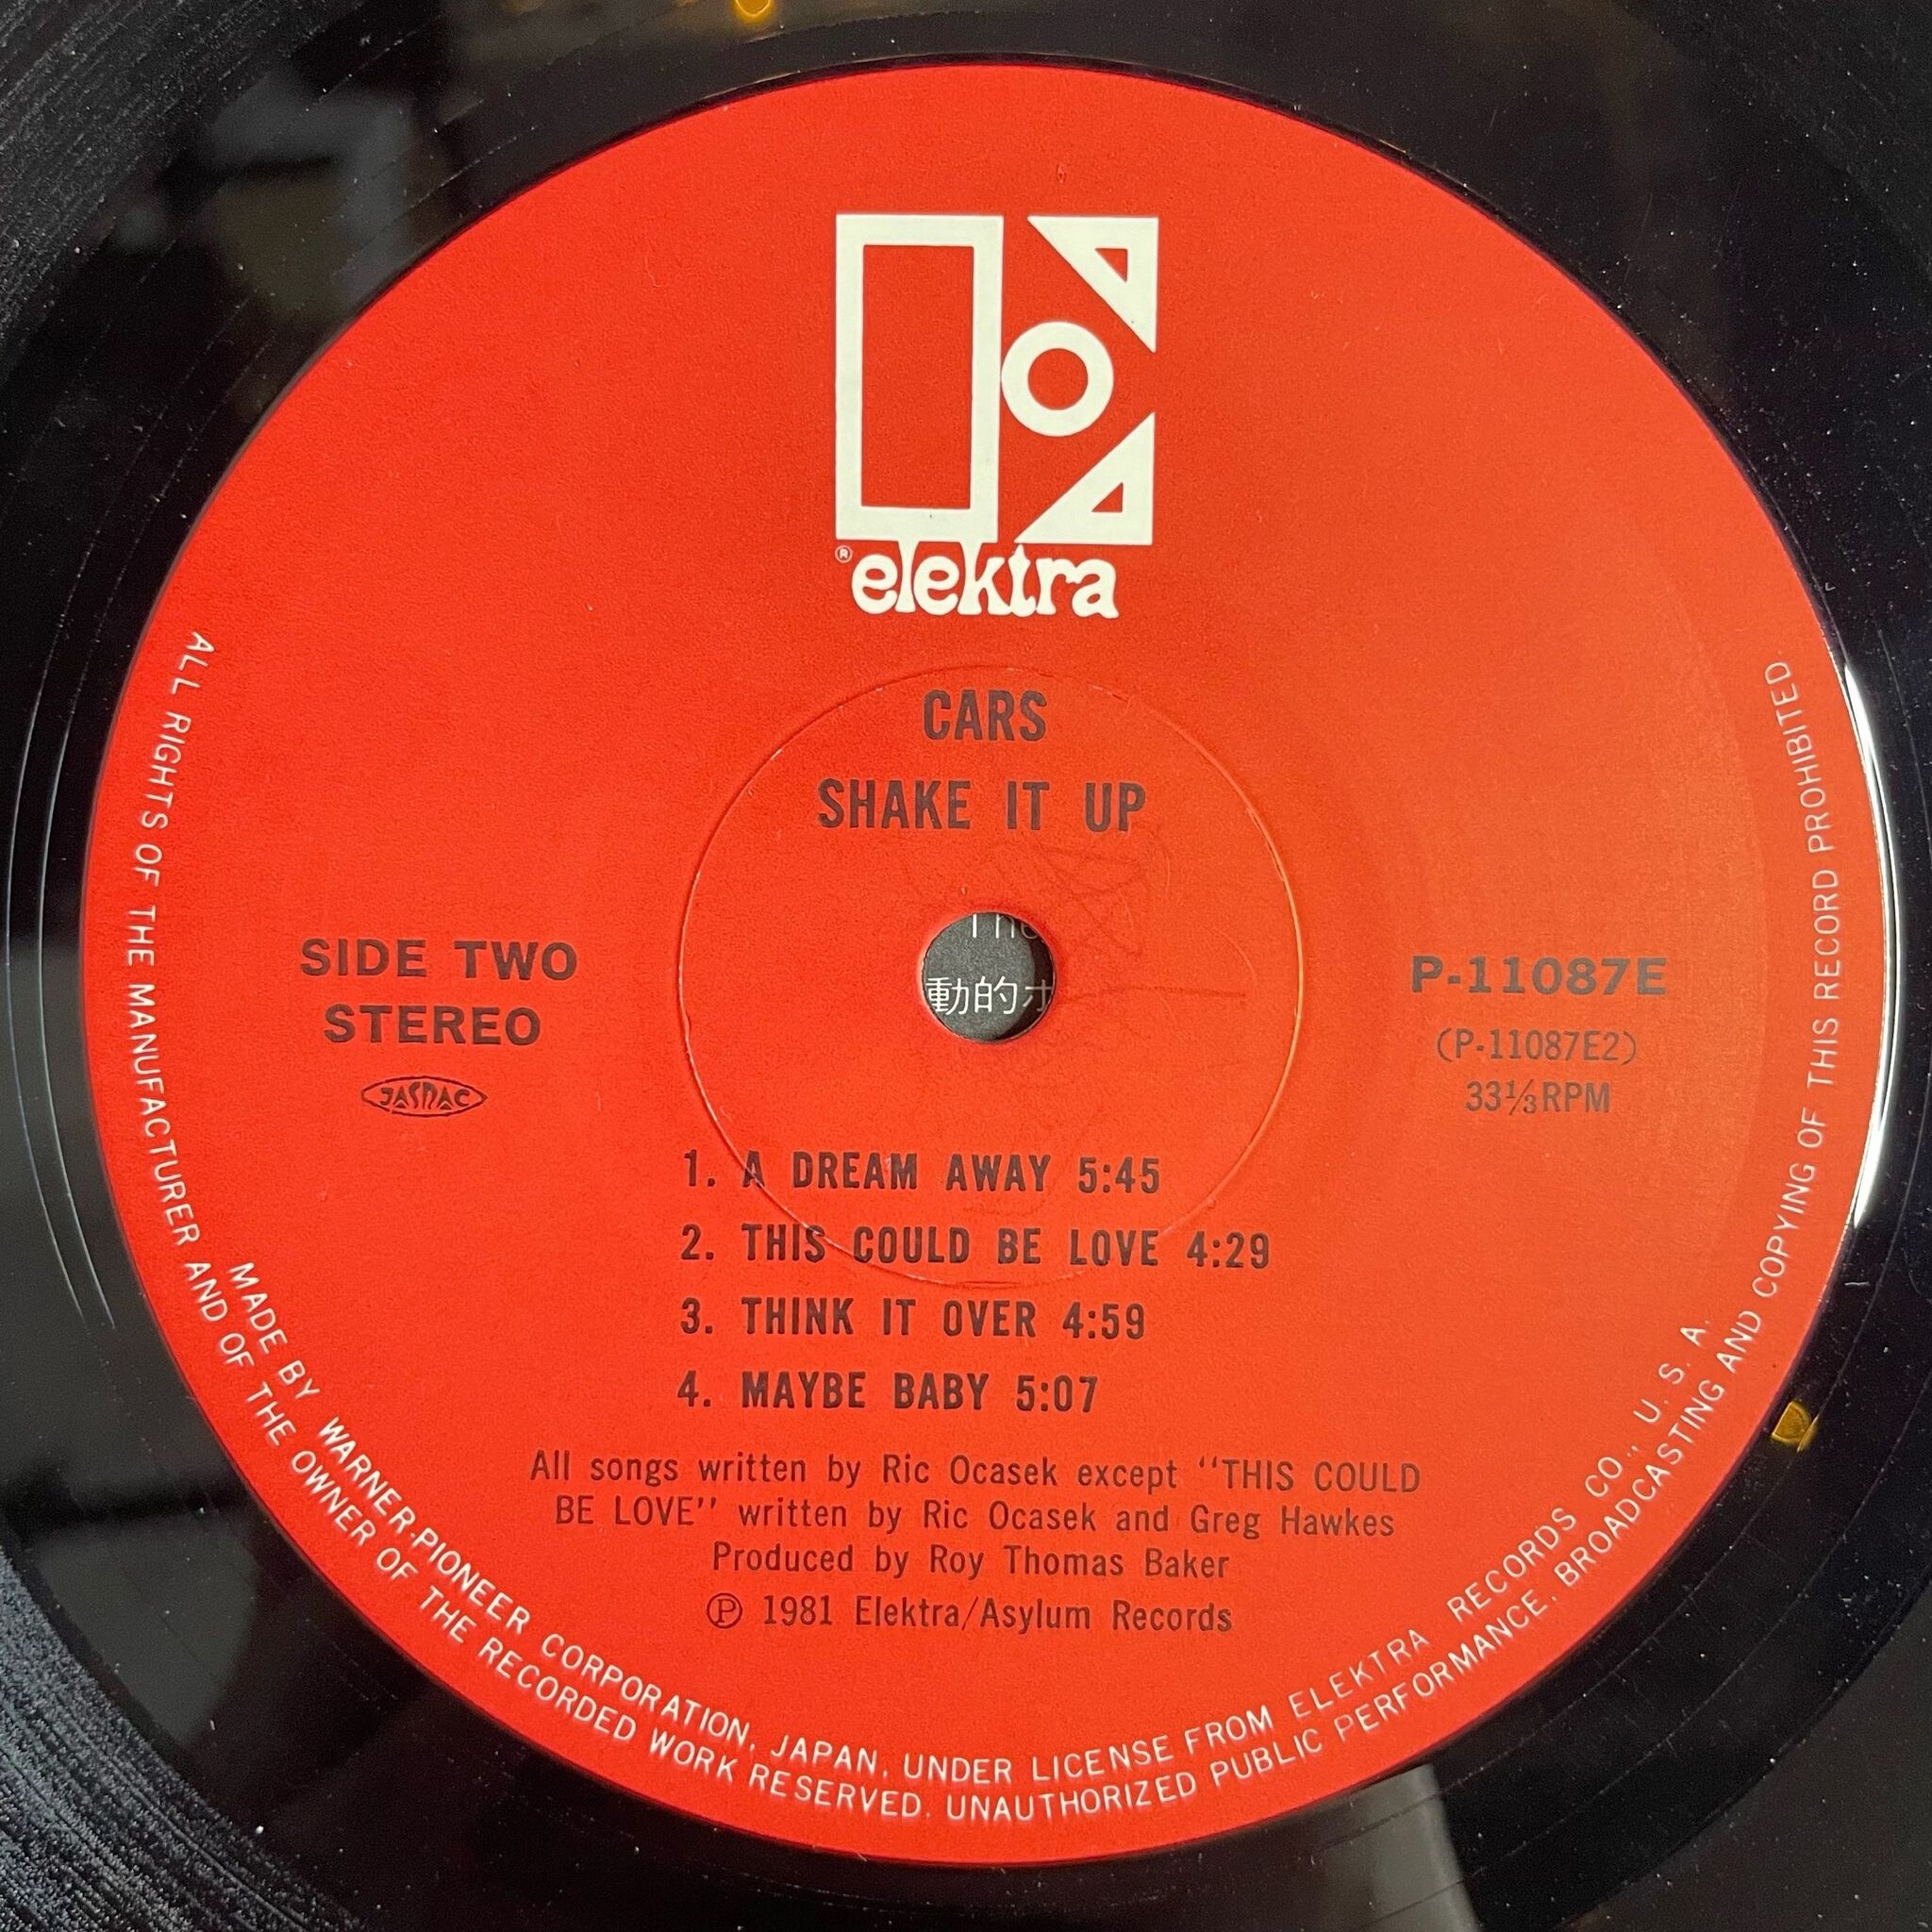 ®elektra
CARS
SHAKE IT UP
The
動的
SIDE TWO
STEREO
JASRAC
P-11087E
(P-11087E2)
33⅓RPM
1. A DREAM AWAY 5:45
2. THIS COULD BE LOVE 4:29
3. THINK IT OVER 4:59
4. MAYBE BABY 5:07
All songs written by Ric Ocasek except “THIS COULD
BE LOVE” written by Ric Ocasek and Greg Hawkes
Produced by Roy Thomas Baker
Ⓟ 1981 Elektra/Asylum Records
MADE BY WARNER-PIONEER CORPORATION, JAPAN, UNDER LICENSE FROM ELEKTRA RECORDS CO., U. S. A.
ALL RIGHTS OF THE MANUFACTURER AND OF THE OWNER OF THE RECORDED WORK RESERVED. UNAUTHORIZED PUBLIC PERFORMANCE, BROADCASTING AND COPYING OF THIS RECORD PROHIBITED.